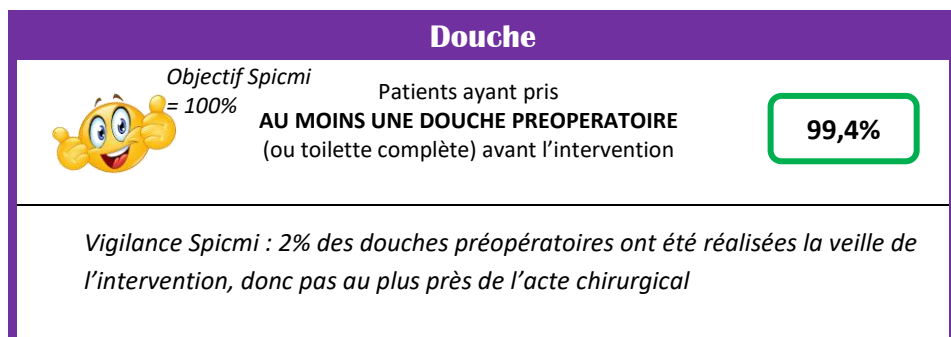 Douche
Objectif Spicmi
= 100%
Patients ayant pris
AU MOINS UNE DOUCHE PREOPERATOIRE
(ou toilette complète) avant l’intervention
99,4%
Vigilance Spicmi : 2% des douches préopératoires ont été réalisées la veille de
l’intervention, donc pas au plus près de l’acte chirurgical